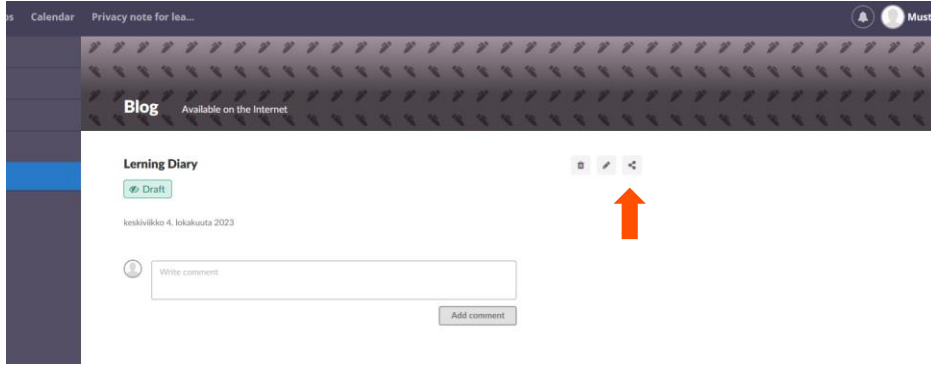 Calendar Privacy note for lea...
Must
Blog Available on the Internet
Lerning Diary
Draft
keskiviikko 4. lokakuuta 2023
Write comment
Add comment